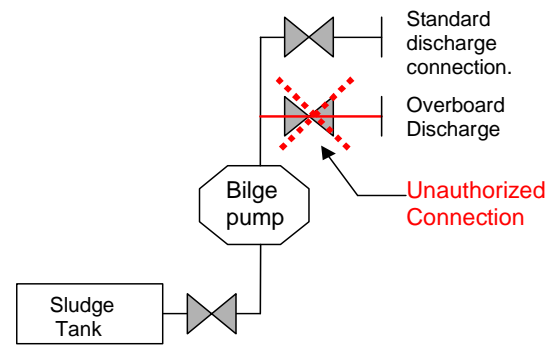 Standard
discharge
connection.
Overboard
Discharge
Bilge
pump
Unauthorized
Connection
Sludge
Tank